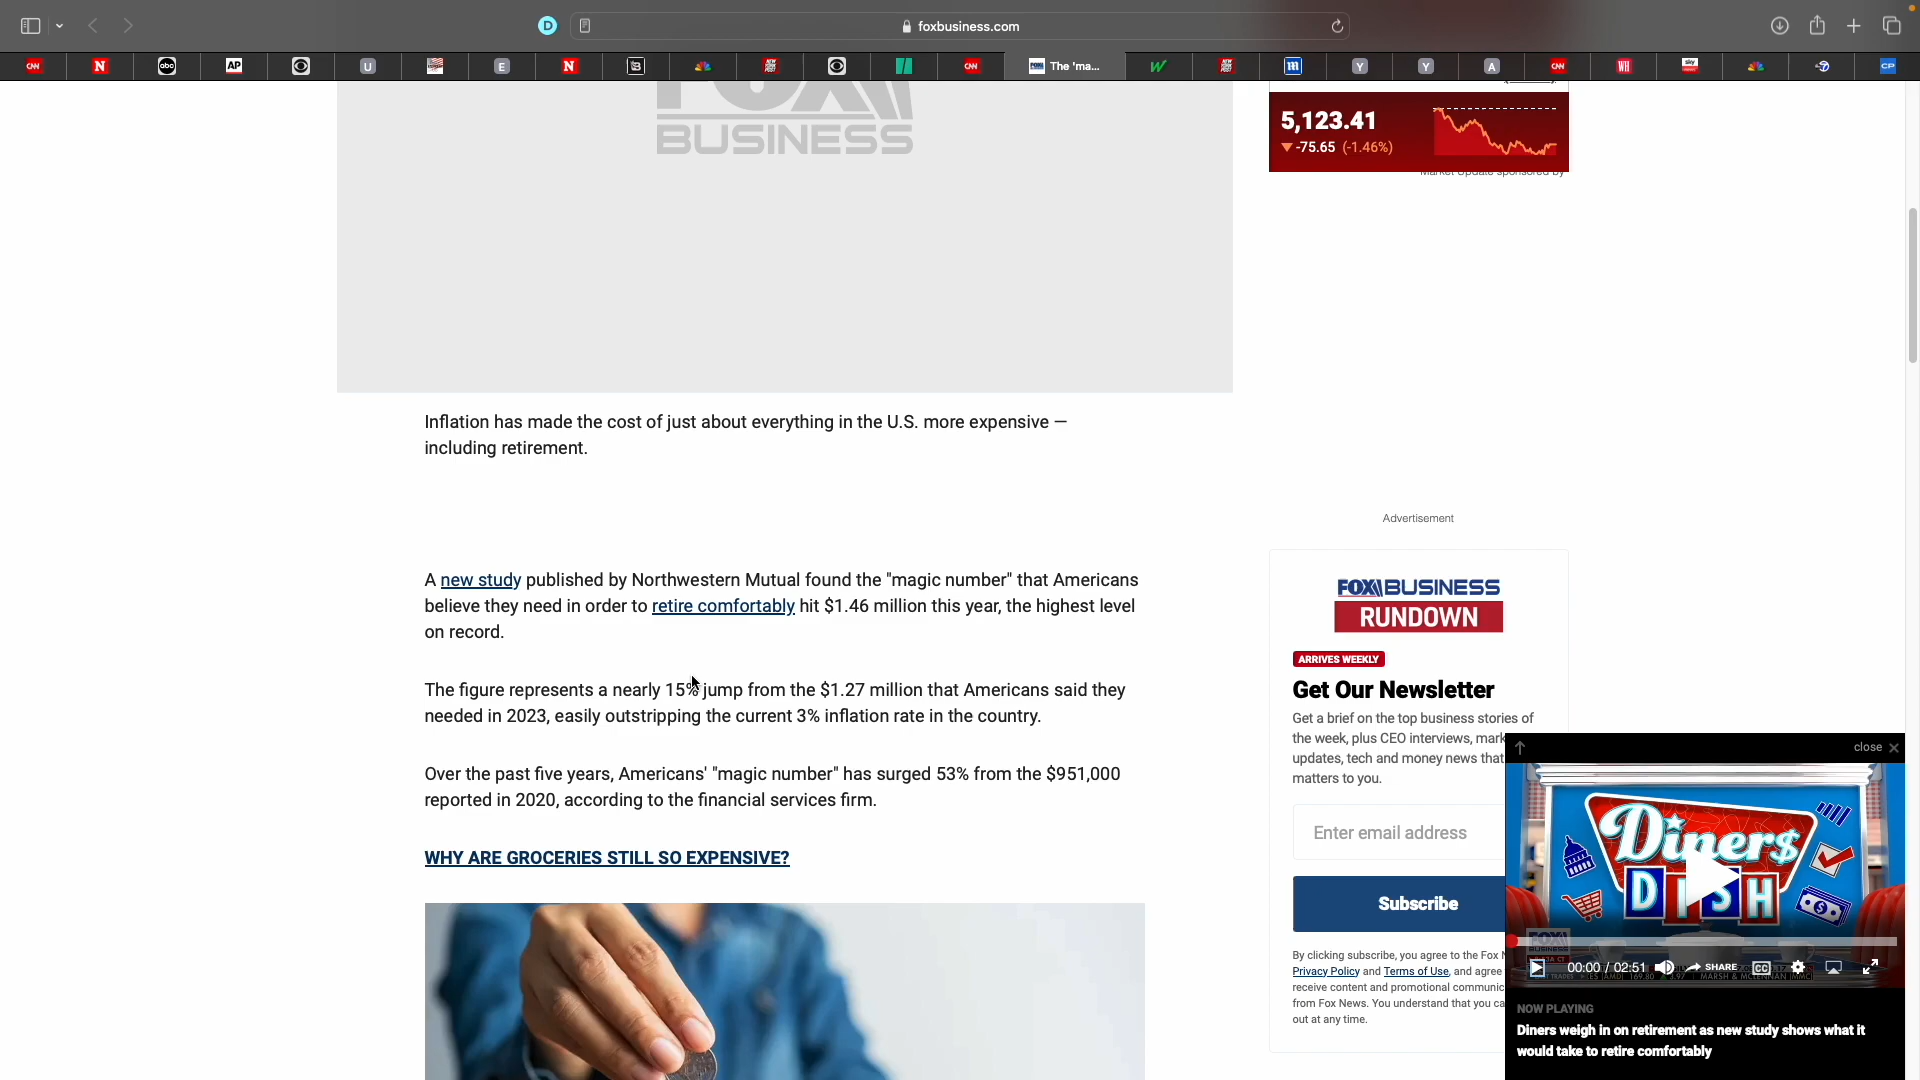 foxbusiness.com
The 'ma...
FOX
BUSINESS
5,123.41
-75.65 (-1.46%)
Market Update sponsored by
Inflation has made the cost of just about everything in the U.S. more expensive —
including retirement.
Advertisement
A new study published by Northwestern Mutual found the "magic number" that Americans
believe they need in order to retire comfortably hit $1.46 million this year, the highest level
on record.
The figure represents a nearly 15% jump from the $1.27 million that Americans said they
needed in 2023, easily outstripping the current 3% inflation rate in the country.
Over the past five years, Americans' "magic number" has surged 53% from the $951,000
reported in 2020, according to the financial services firm.
WHY ARE GROCERIES STILL SO EXPENSIVE?
FOX BUSINESS
RUNDOWN
ARRIVES WEEKLY
Get Our Newsletter
Get a brief on the top business stories of
the week, plus CEO interviews, mark
updates, tech and money news that
matters to you.
Enter email address
Subscribe
By clicking subscribe, you agree to the Fox N
Privacy Policy and Terms of Use, and agree
receive content and promotional communic
from Fox News. You understand that you ca
out at any time.
close
Diner$
DISH
00:00 / 02:51
SHARE
CC
NOW PLAYING
Diners weigh in on retirement as new study shows what it
would take to retire comfortably